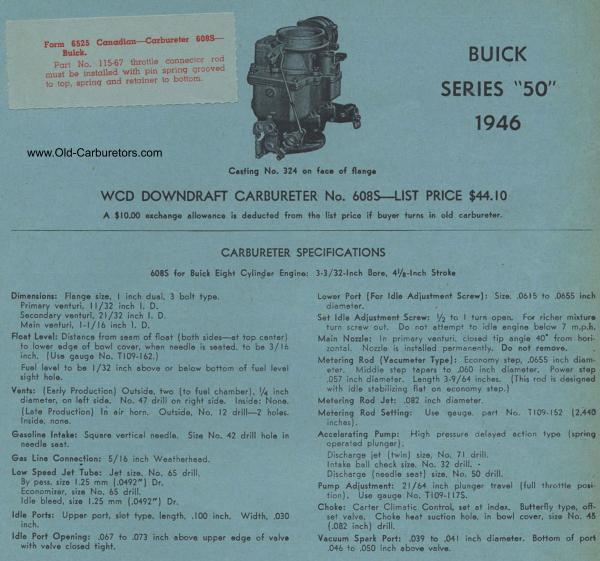 Form 6525 Canadian—Carbureter 608S—
Buick.
Part No. 115-67 throttle connector rod
must be installed with pin spring grooved
to top, spring and retainer to bottom.
BUICK
SERIES "50"
1946
www.Old-Carburetors.com
Casting No. 324 on face of flange
WCD DOWNDRAFT CARBURETER No. 608S—LIST PRICE $44.10
A $10.00 exchange allowance is deducted from the list price if buyer turns in old carbureter.
CARBURETER SPECIFICATIONS
608S for Buick Eight Cylinder Engine: 3-3/32-Inch Bore, 4⅛-Inch Stroke
Dimensions: Flange size, 1 inch dual, 3 bolt type.
Primary venturi, 11/32 inch I. D.
Secondary venturi, 21/32 inch I. D.
Main venturi, 1-1/16 inch I. D.
Float Level: Distance from seam of float (both sides—at top center)
to lower edge of bowl cover, when needle is seated, to be 3/16
inch. (Use gauge No. T109-162.)
Fuel level to be 1/32 inch above or below bottom of fuel level
sight hole.
Vents: (Early Production) Outside, two (to fuel chamber), ¼ inch
diameter, on left side. No. 47 drill on right side. Inside: None.
(Late Production) In air horn. Outside, No. 12 drill—2 holes.
Inside, none.
Gasoline Intake: Square vertical needle. Size No. 42 drill hole in
needle seat.
Gas Line Connection: 5/16 inch Weatherhead.
Low Speed Jet Tube: Jet size, No. 65 drill.
By pass, size 1.25 mm (.0492") Dr.
Economizer, size No. 65 drill.
Idle bleed, size 1.25 mm (.0492") Dr.
Idle Ports: Upper port, slot type, length, .100 inch. Width, .030
inch.
Idle Port Opening: .067 to .073 inch above upper edge of valve
with valve closed tight.
Lower Port (For Idle Adjustment Screw): Size, .0615 to .0655 inch
diameter.
Set Idle Adjustment Screw: ½ to 1 turn open. For richer mixture
turn screw out. Do not attempt to idle engine below 7 m.p.h.
Main Nozzle: In primary venturi, closed tip angle 40° from hori-
zontal. Nozzle is installed permanently. Do not remove.
Metering Rod (Vacumeter Type): Economy step, .0655 inch diam-
eter. Middle step tapers to .060 inch diameter. Power step
.057 inch diameter. Length 3-9/64 inches. (This rod is designed
with idle stabilizing flat on economy step.)
Metering Rod Jet: .082 inch diameter.
Metering Rod Setting: Use gauge, part No. T109-152 (2.440
inches).
Accelerating Pump: High pressure delayed action type (spring
operated plunger).
Discharge jet (twin) size, No. 71 drill.
Intake ball check size, No. 32 drill.
Discharge (needle seat) size, No. 50 drill.
Pump Adjustment: 21/64 inch plunger travel (full throttle posi-
tion). Use gauge No. T109-117S.
Choke: Carter Climatic Control, set at index. Butterfly type, off-
set valve. Choke heat suction hole, in bowl cover, size No. 45
(.082 inch) drill.
Vacuum Spark Port: .039 to .041 inch diameter. Bottom of port
.046 to .050 inch above valve.